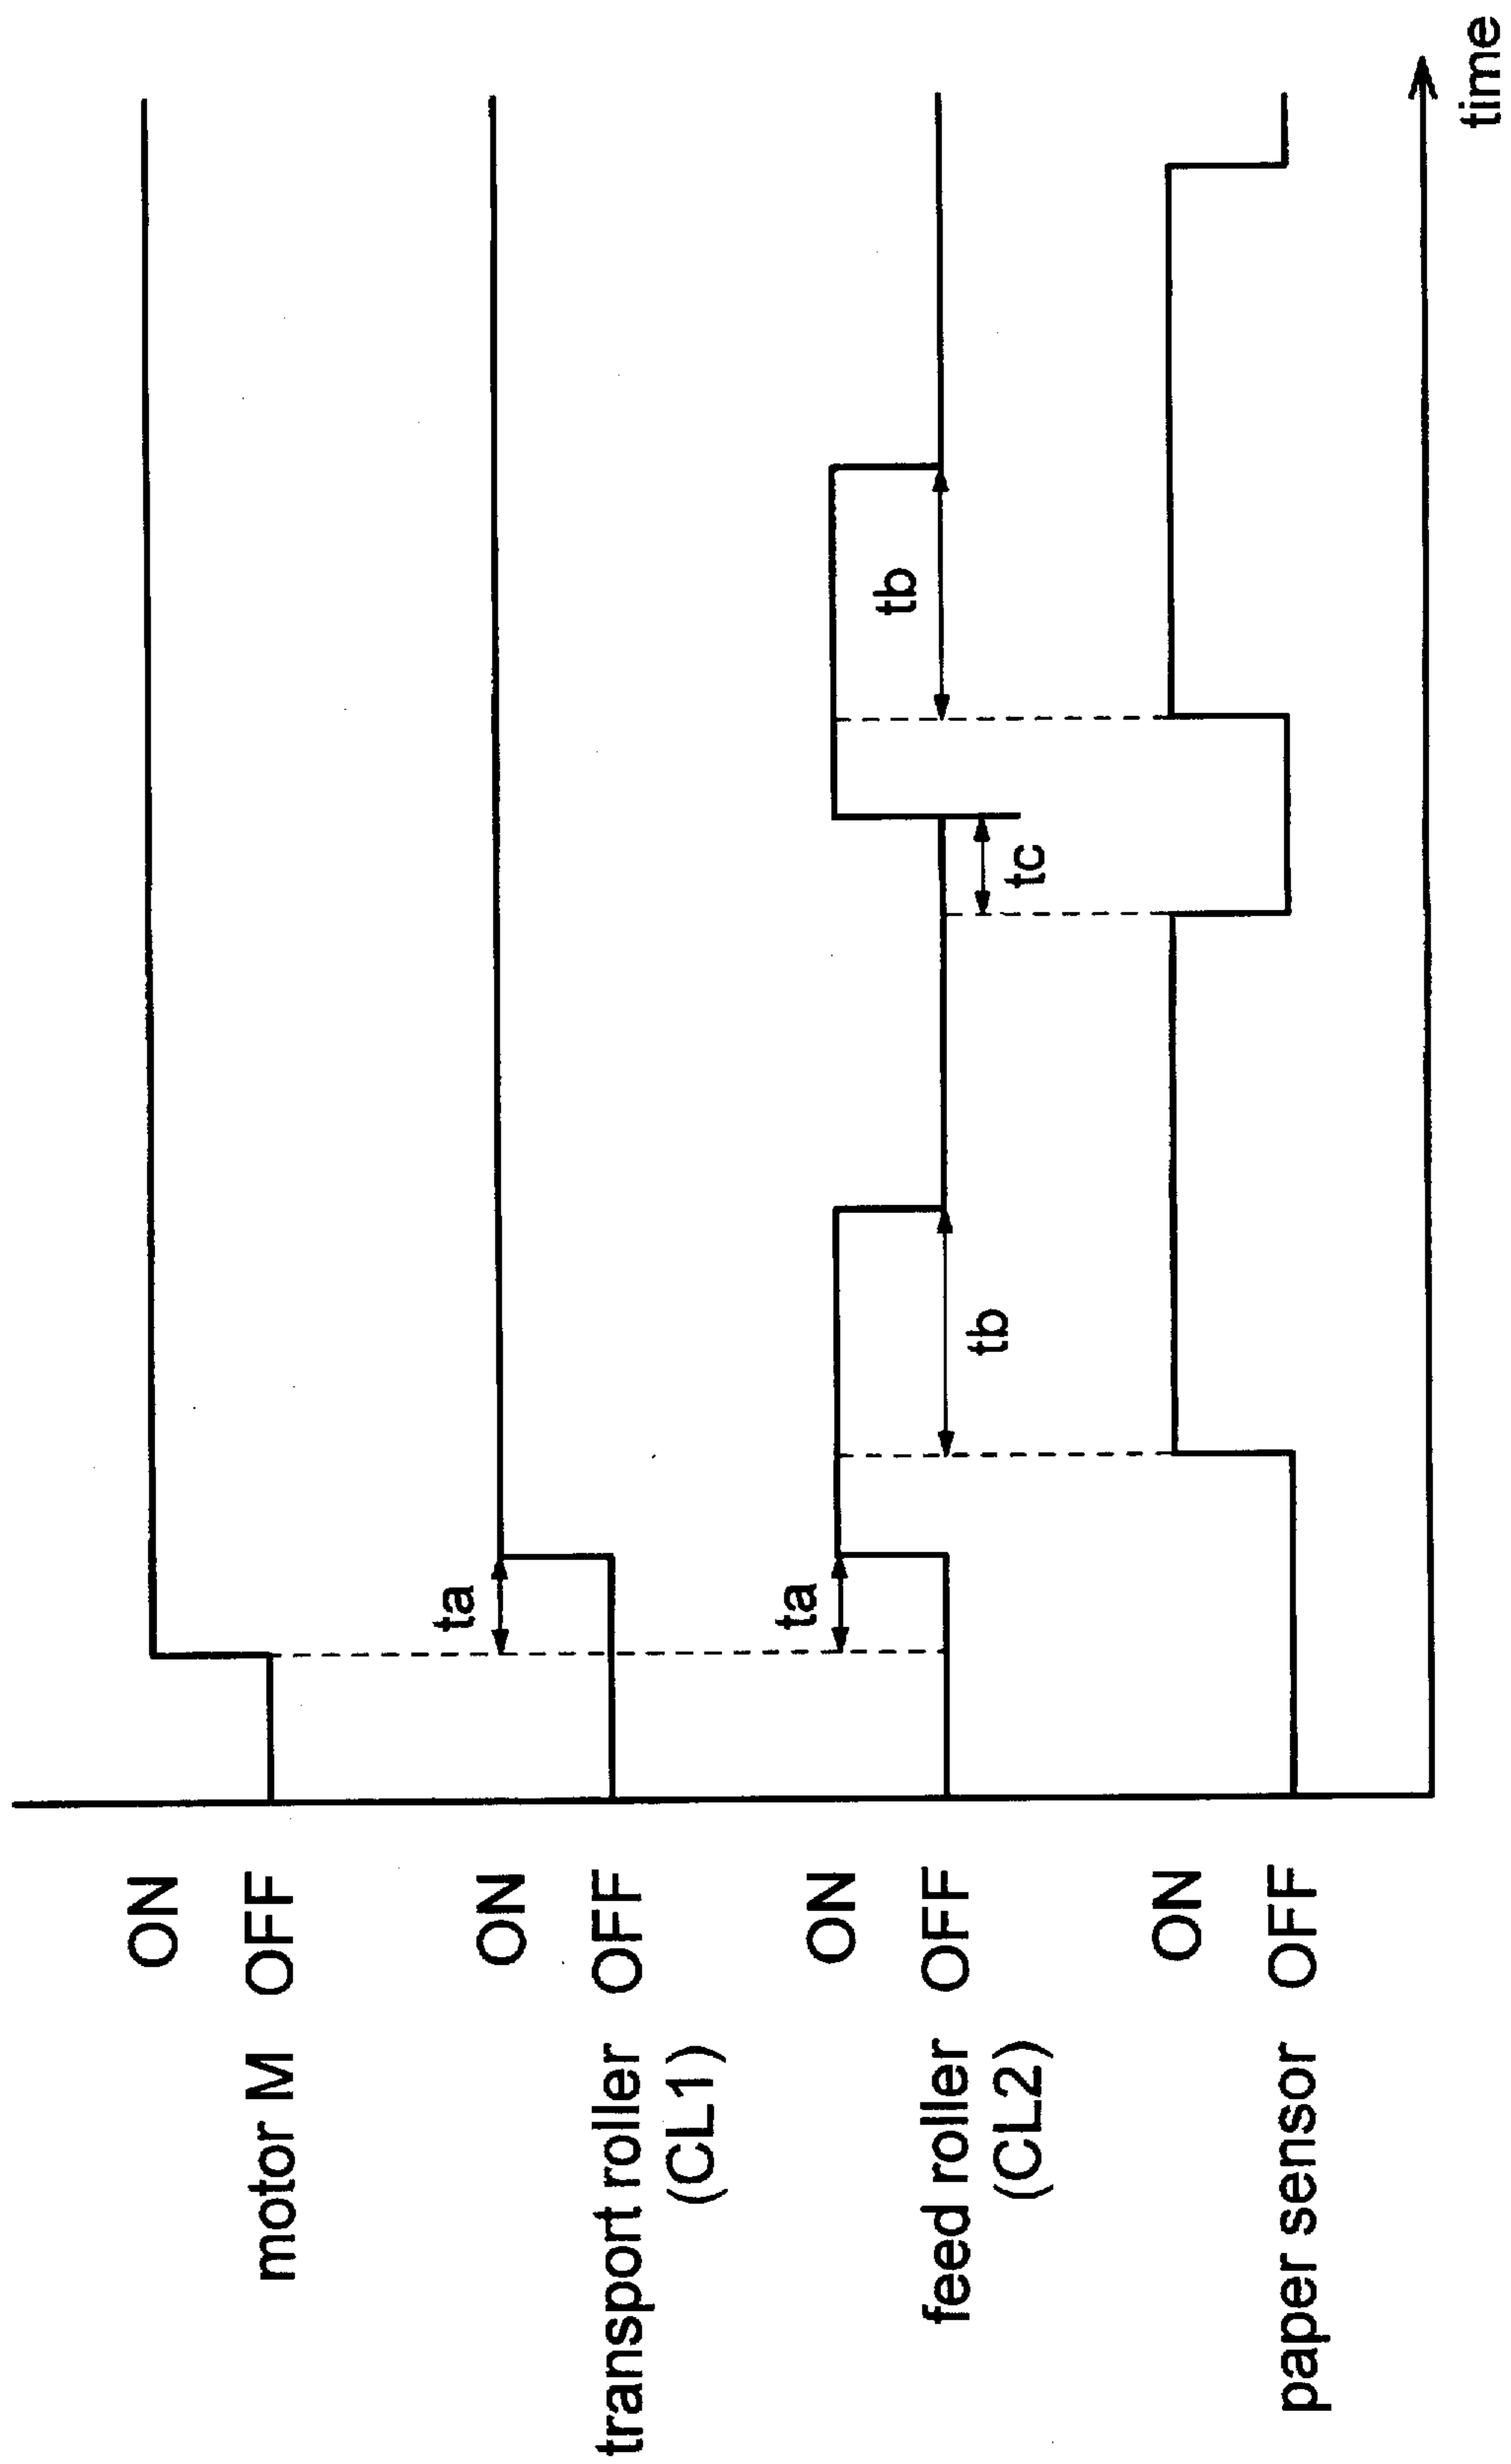 ON
motor M OFF
ta
ON
transport roller OFF
(CL1)
ta
tb
ON
feed roller OFF
(CL2)
tb
tc
ON
paper sensor OFF
time